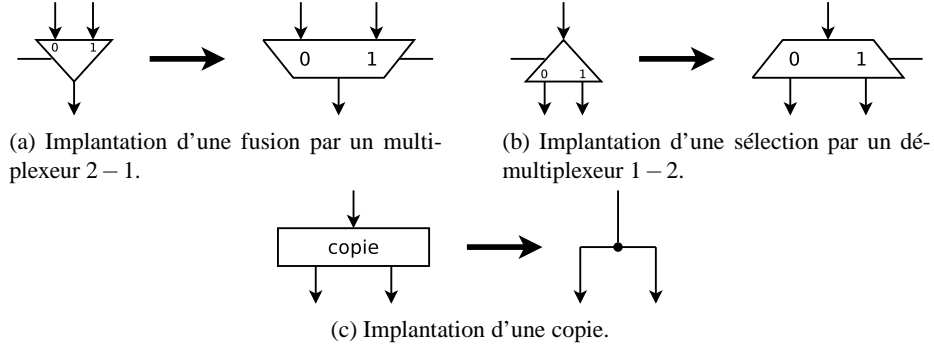 0 1 0 1
0 1 0 1
(a) Implantation d'une fusion par un multi-
plexeur 2 – 1.
(b) Implantation d'une sélection par un dé-
multiplexeur 1 – 2.
copie
(c) Implantation d'une copie.